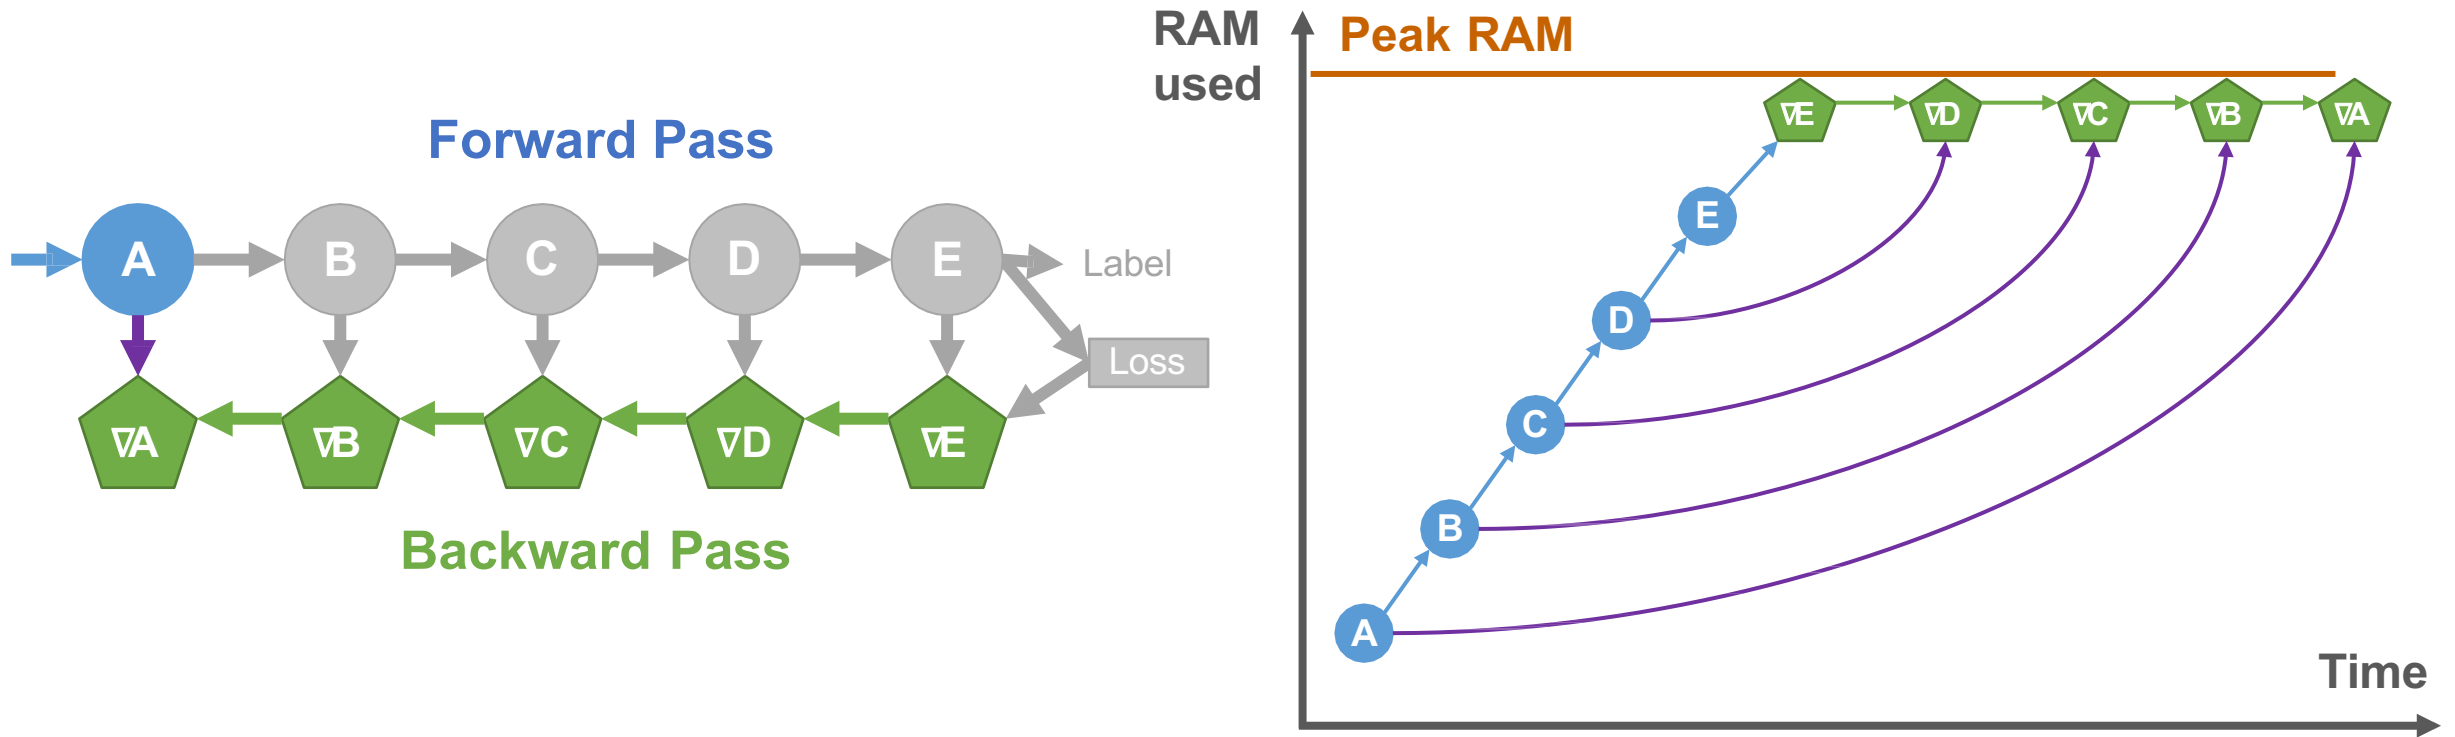 Forward Pass
A
B
C
D
E
Label
Loss
∇A
∇B
∇C
∇D
∇E
Backward Pass
RAM
used
Peak RAM
∇E
∇D
∇C
∇B
∇A
E
D
C
B
A
Time